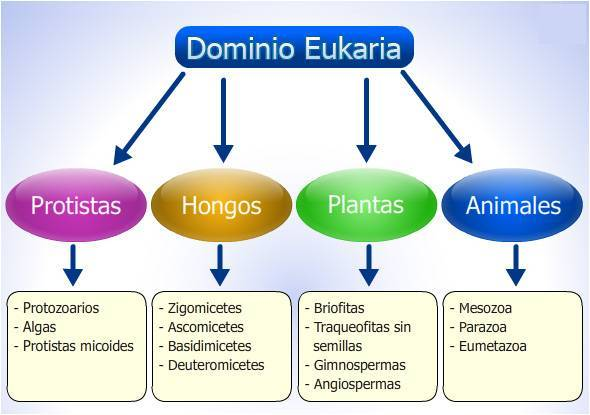 Dominio Eukaria
Protistas
Hongos
Plantas
Animales
- Protozoarios
- Algas
- Protistas micoides
- Zigomicetes
- Ascomicetes
- Basidimicetes
- Deuteromicetes
- Briofitas
- Traqueofitas sin
semillas
- Gimnospermas
- Angiospermas
- Mesozoa
- Parazoa
- Eumetazoa